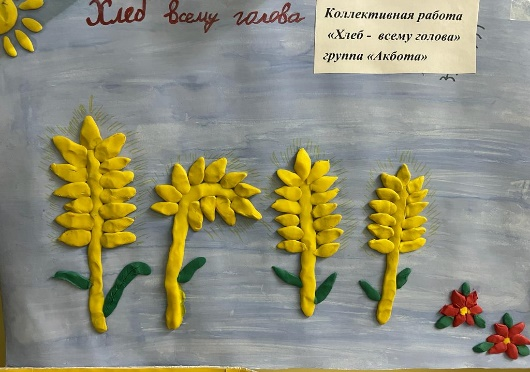 Хлеб всему голова
Коллективная работа
«Хлеб - всему голова»
группа «Акбота»